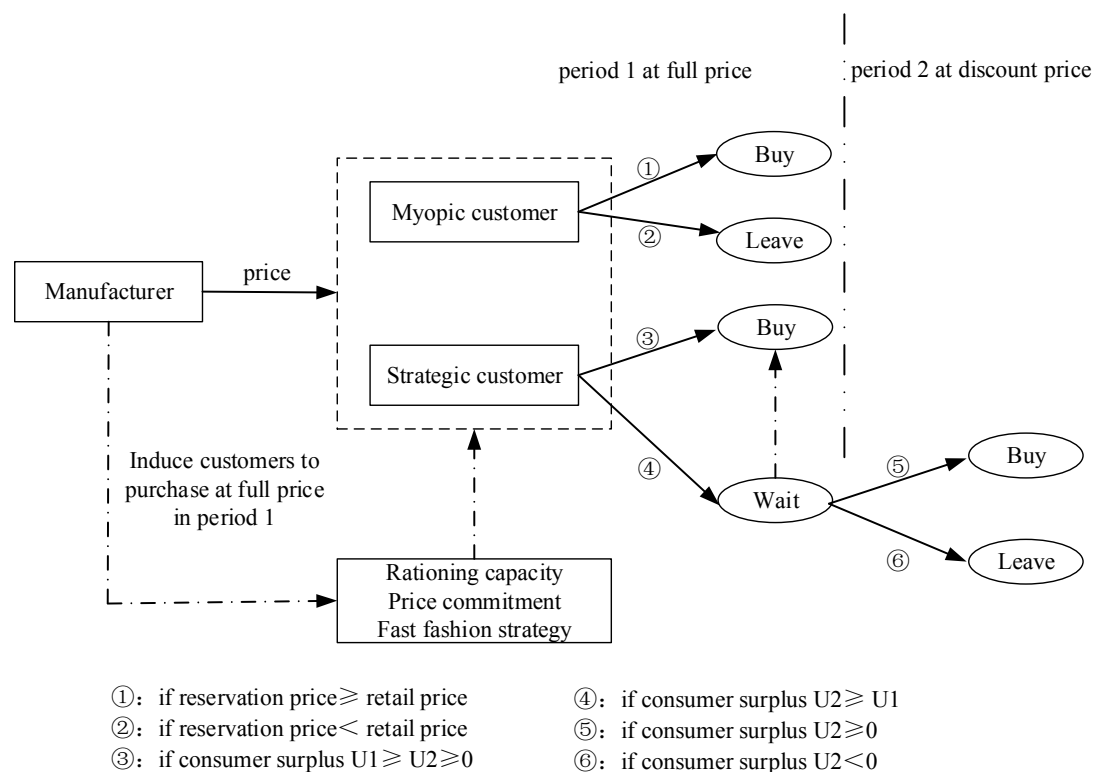 period 1 at full price
period 2 at discount price
Buy
①
Myopic customer
②
Leave
price
Manufacturer
Buy
③
Strategic customer
④
Induce customers to
purchase at full price
in period 1
Wait
⑤
Buy
⑥
Leave
Rationing capacity
Price commitment
Fast fashion strategy
①: if reservation price≥ retail price
②: if reservation price< retail price
③: if consumer surplus U1≥ U2≥0
④: if consumer surplus U2≥ U1
⑤: if consumer surplus U2≥0
⑥: if consumer surplus U2<0